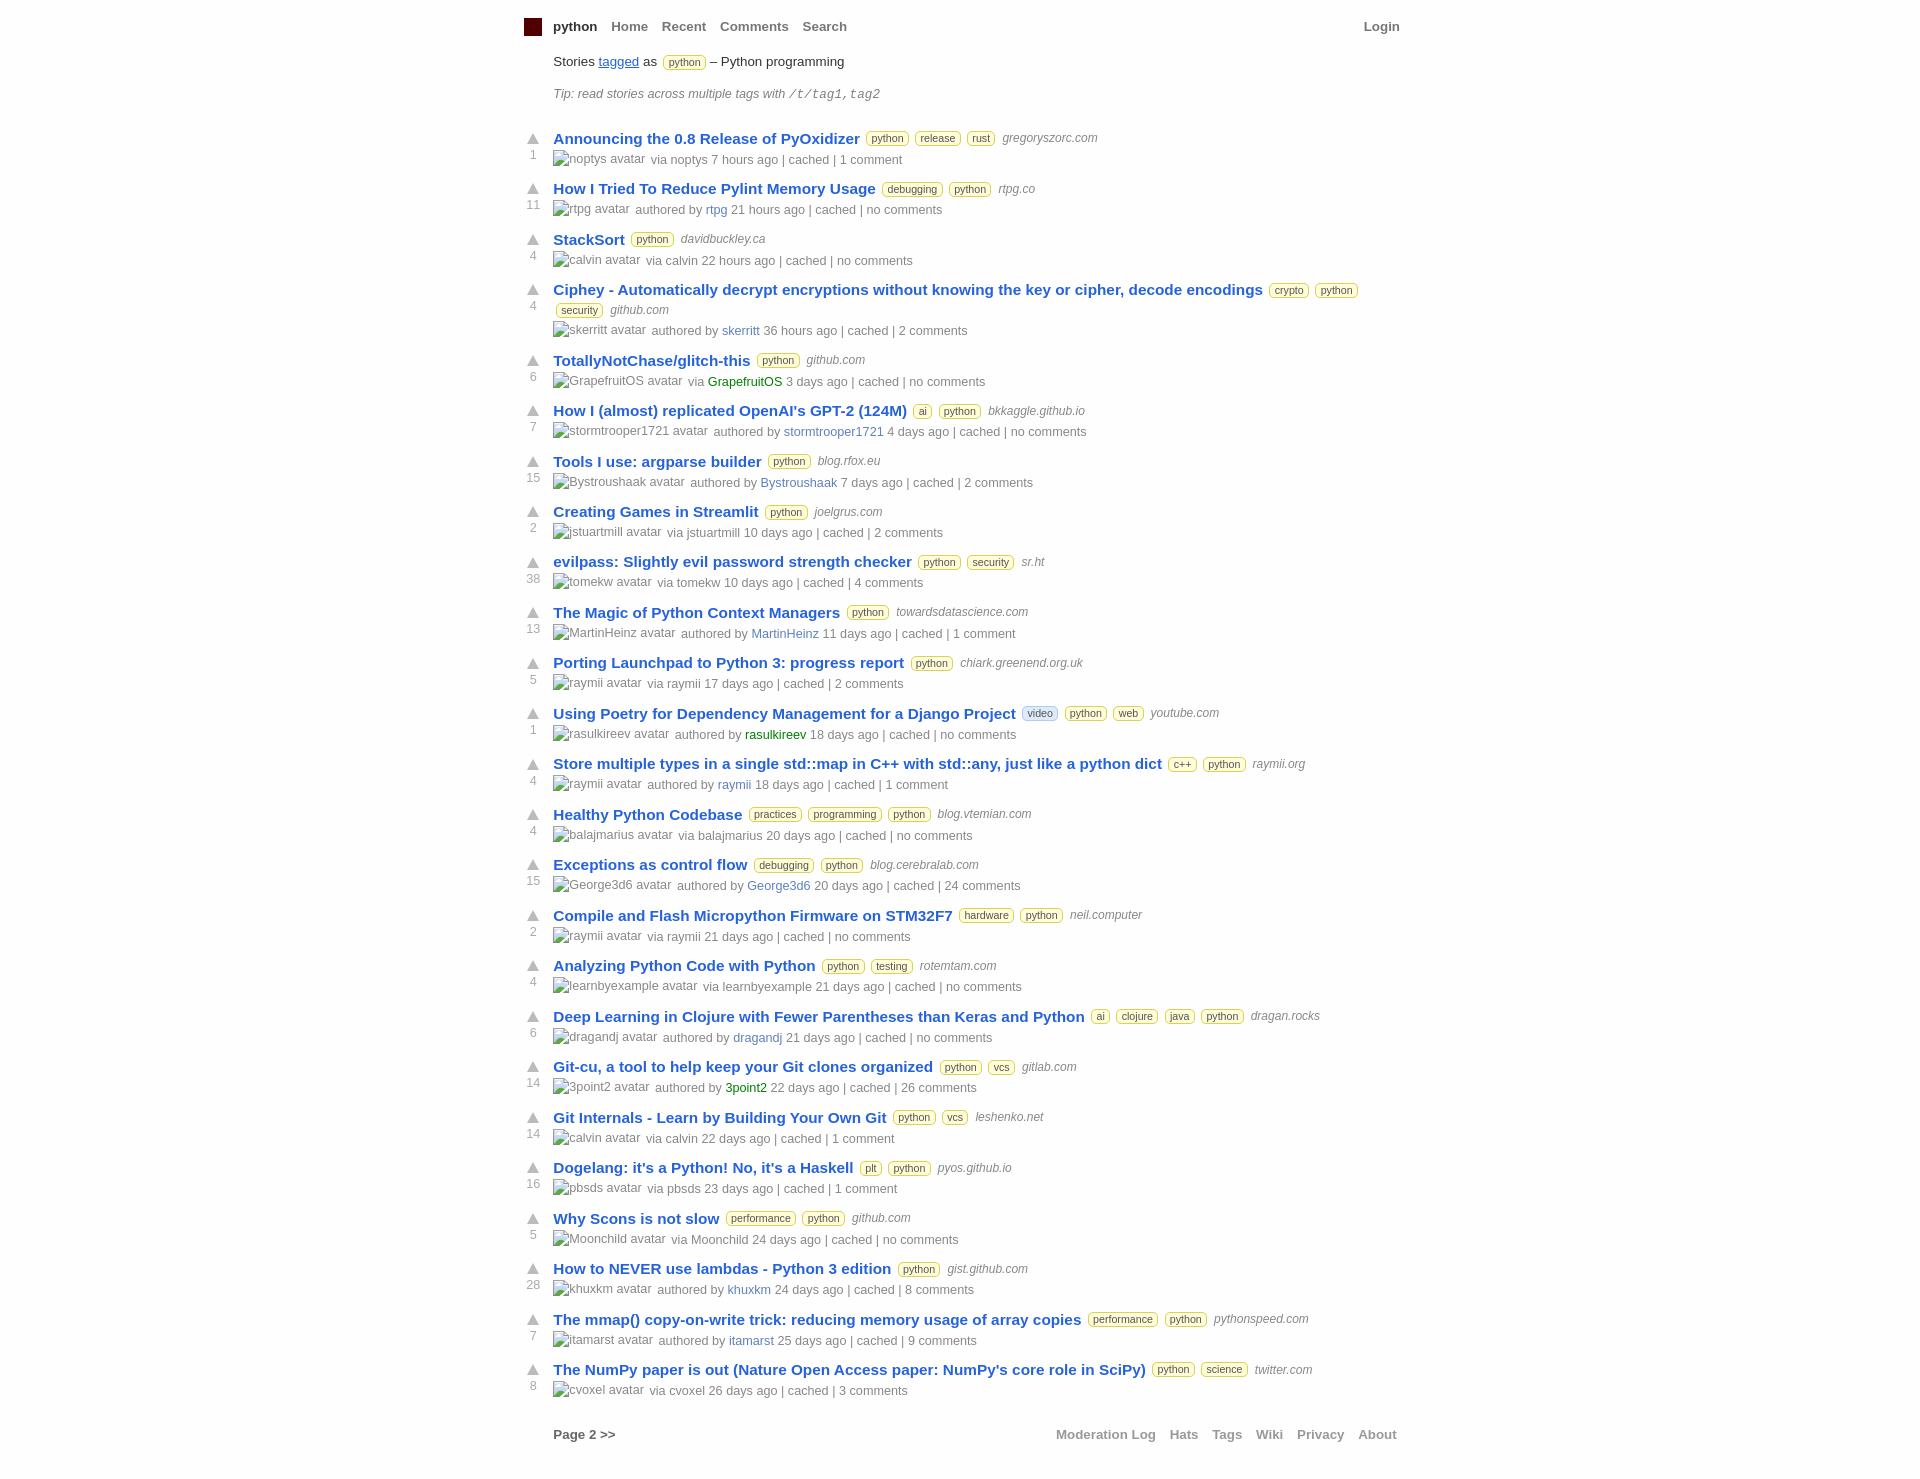 python Home Recent Comments Search Login
Stories tagged as python – Python programming
Tip: read stories across multiple tags with /t/tag1,tag2
Announcing the 0.8 Release of PyOxidizer python release rust gregoryszorc.com
1 noptys avatar via noptys 7 hours ago | cached | 1 comment
How I Tried To Reduce Pylint Memory Usage debugging python rtpg.co
11 rtpg avatar authored by rtpg 21 hours ago | cached | no comments
StackSort python davidbuckley.ca
4 calvin avatar via calvin 22 hours ago | cached | no comments
Ciphey - Automatically decrypt encryptions without knowing the key or cipher, decode encodings crypto python
4 security github.com
skerritt avatar authored by skerritt 36 hours ago | cached | 2 comments
TotallyNotChase/glitch-this python github.com
6 GrapefruitOS avatar via GrapefruitOS 3 days ago | cached | no comments
How I (almost) replicated OpenAI's GPT-2 (124M) ai python bkkaggle.github.io
7 stormtrooper1721 avatar authored by stormtrooper1721 4 days ago | cached | no comments
Tools I use: argparse builder python blog.rfox.eu
15 Bystroushaak avatar authored by Bystroushaak 7 days ago | cached | 2 comments
Creating Games in Streamlit python joelgrus.com
2 jstuartmill avatar via jstuartmill 10 days ago | cached | 2 comments
evilpass: Slightly evil password strength checker python security sr.ht
38 tomekw avatar via tomekw 10 days ago | cached | 4 comments
The Magic of Python Context Managers python towardsdatascience.com
13 MartinHeinz avatar authored by MartinHeinz 11 days ago | cached | 1 comment
Porting Launchpad to Python 3: progress report python chiark.greenend.org.uk
5 raymii avatar via raymii 17 days ago | cached | 2 comments
Using Poetry for Dependency Management for a Django Project video python web youtube.com
1 rasulkireev avatar authored by rasulkireev 18 days ago | cached | no comments
Store multiple types in a single std::map in C++ with std::any, just like a python dict c++ python raymii.org
4 raymii avatar authored by raymii 18 days ago | cached | 1 comment
Healthy Python Codebase practices programming python blog.vtemian.com
4 balajmarius avatar via balajmarius 20 days ago | cached | no comments
Exceptions as control flow debugging python blog.cerebralab.com
15 George3d6 avatar authored by George3d6 20 days ago | cached | 24 comments
Compile and Flash Micropython Firmware on STM32F7 hardware python neil.computer
2 raymii avatar via raymii 21 days ago | cached | no comments
Analyzing Python Code with Python python testing rotemtam.com
4 learnbyexample avatar via learnbyexample 21 days ago | cached | no comments
Deep Learning in Clojure with Fewer Parentheses than Keras and Python ai clojure java python dragan.rocks
6 dragandj avatar authored by dragandj 21 days ago | cached | no comments
Git-cu, a tool to help keep your Git clones organized python vcs gitlab.com
14 3point2 avatar authored by 3point2 22 days ago | cached | 26 comments
Git Internals - Learn by Building Your Own Git python vcs leshenko.net
14 calvin avatar via calvin 22 days ago | cached | 1 comment
Dogelang: it's a Python! No, it's a Haskell plt python pyos.github.io
16 pbsds avatar via pbsds 23 days ago | cached | 1 comment
Why Scons is not slow performance python github.com
5 Moonchild avatar via Moonchild 24 days ago | cached | no comments
How to NEVER use lambdas - Python 3 edition python gist.github.com
28 khuxkm avatar authored by khuxkm 24 days ago | cached | 8 comments
The mmap() copy-on-write trick: reducing memory usage of array copies performance python pythonspeed.com
7 itamarst avatar authored by itamarst 25 days ago | cached | 9 comments
The NumPy paper is out (Nature Open Access paper: NumPy's core role in SciPy) python science twitter.com
8 cvoxel avatar via cvoxel 26 days ago | cached | 3 comments
Page 2 >> Moderation Log Hats Tags Wiki Privacy About